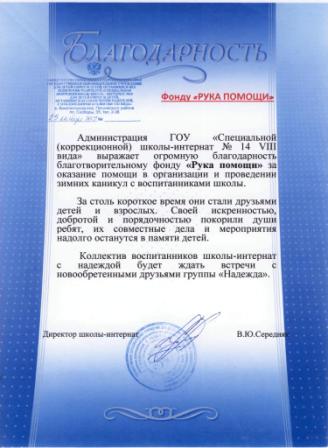 БЛАГОДАРНОСТЬ
Фонду «РУКА ПОМОЩИ»
Администрация ГОУ «Специальной
(коррекционной) школы-интернат № 14 VIII
вида» выражает огромную благодарность
благотворительному фонду «Рука помощи» за
оказание помощи в организации и проведении
зимних каникул с воспитанниками школы.
За столь короткое время они стали друзьями
детей и взрослых. Своей искренностью,
добротой и порядочностью покорили души
ребят, их совместные дела и мероприятия
надолго останутся в памяти детей.
Коллектив воспитанников школы-интернат
с надеждой будет ждать встречи с
новообретенными друзьями группы «Надежда».
Директор школы-интернат
В.Ю.Середняк